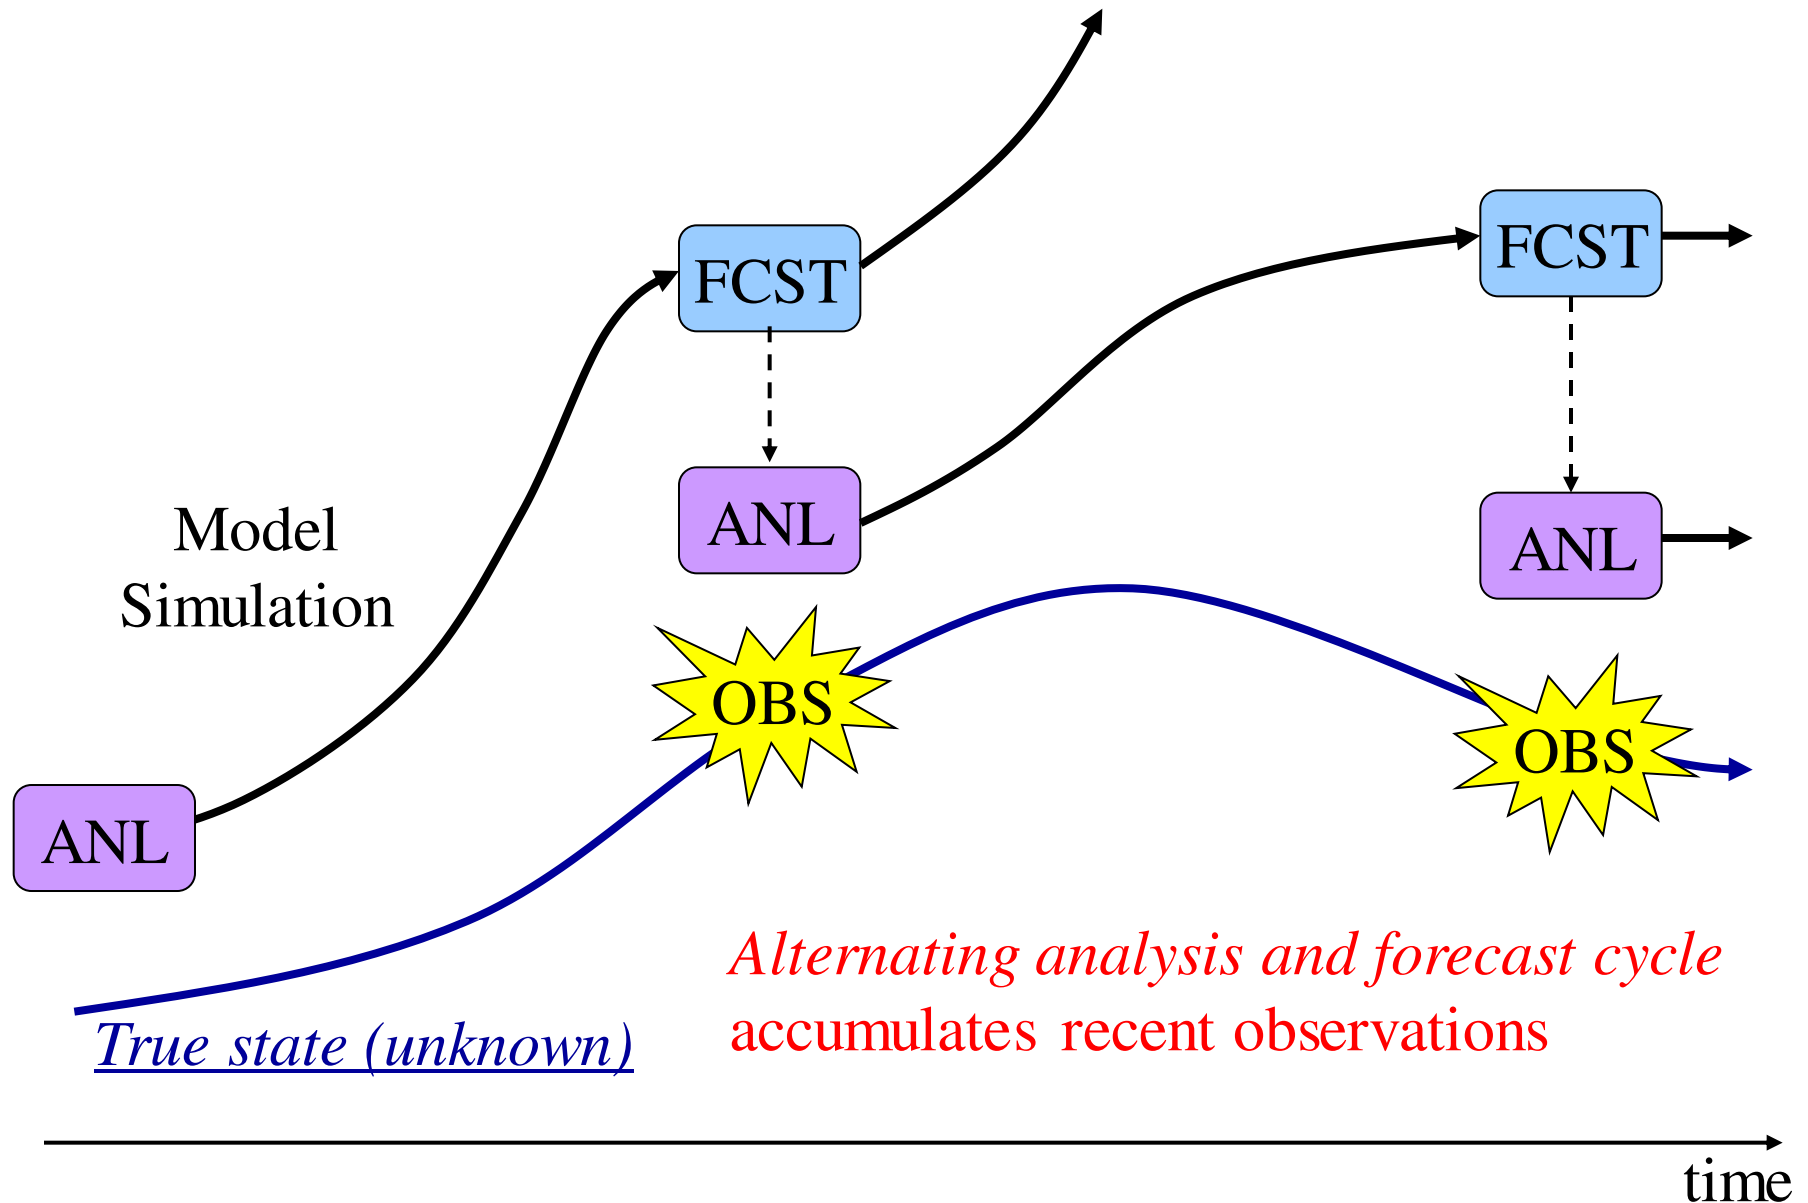 FCST
FCST
ANL
ANL
Model
Simulation
OBS
OBS
ANL
Alternating analysis and forecast cycle
accumulates recent observations
True state (unknown)
time